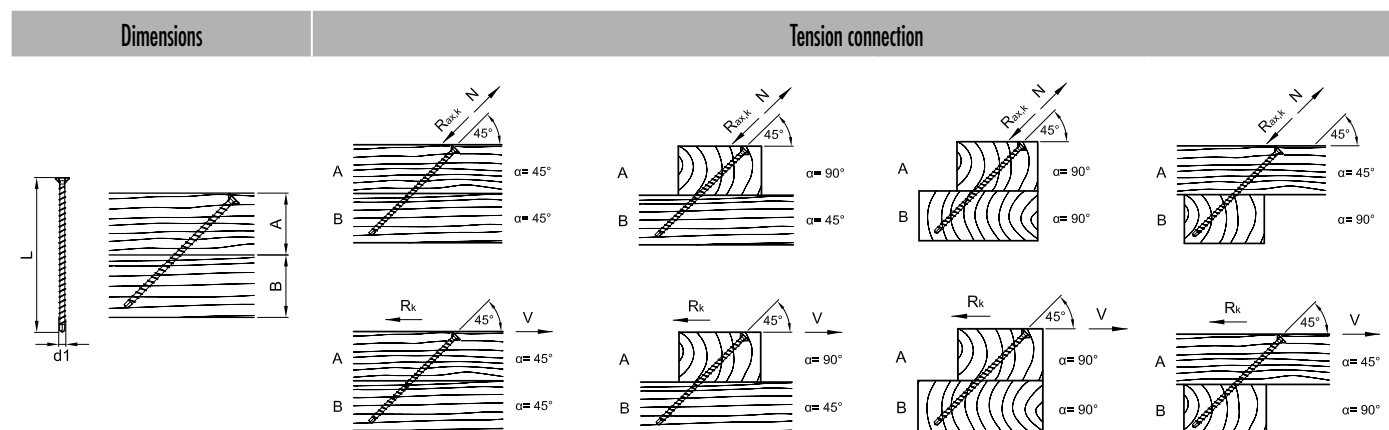 Dimensions
Tension connection
L
d1
A
B
Rax,k
N
45°
A
α= 45°
B
α= 45°
Rax,k
N
45°
A
α= 90°
B
α= 45°
Rax,k
N
45°
A
α= 90°
B
α= 90°
Rax,k
N
45°
A
α= 45°
B
α= 90°
Rk
V
45°
A
α= 45°
B
α= 45°
Rk
V
45°
A
α= 90°
B
α= 45°
Rk
V
45°
A
α= 90°
B
α= 90°
Rk
V
45°
A
α= 45°
B
α= 90°